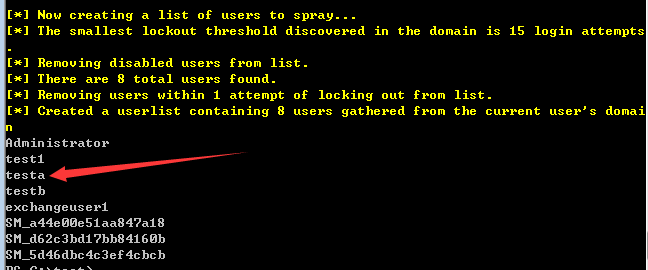 [*] Now creating a list of users to spray...
[*] The smallest lockout threshold discovered in the domain is 15 login attempts
.
[*] Removing disabled users from list.
[*] There are 8 total users found.
[*] Removing users within 1 attempt of locking out from list.
[*] Created a userlist containing 8 users gathered from the current user's domai
n
Administrator
test1
testa
testb
exchangeuser1
SM_a44e00e51aa847a18
SM_d62c3bd17bb84160b
SM_5d46dbc4c3ef4cbcb
PS C:\test>